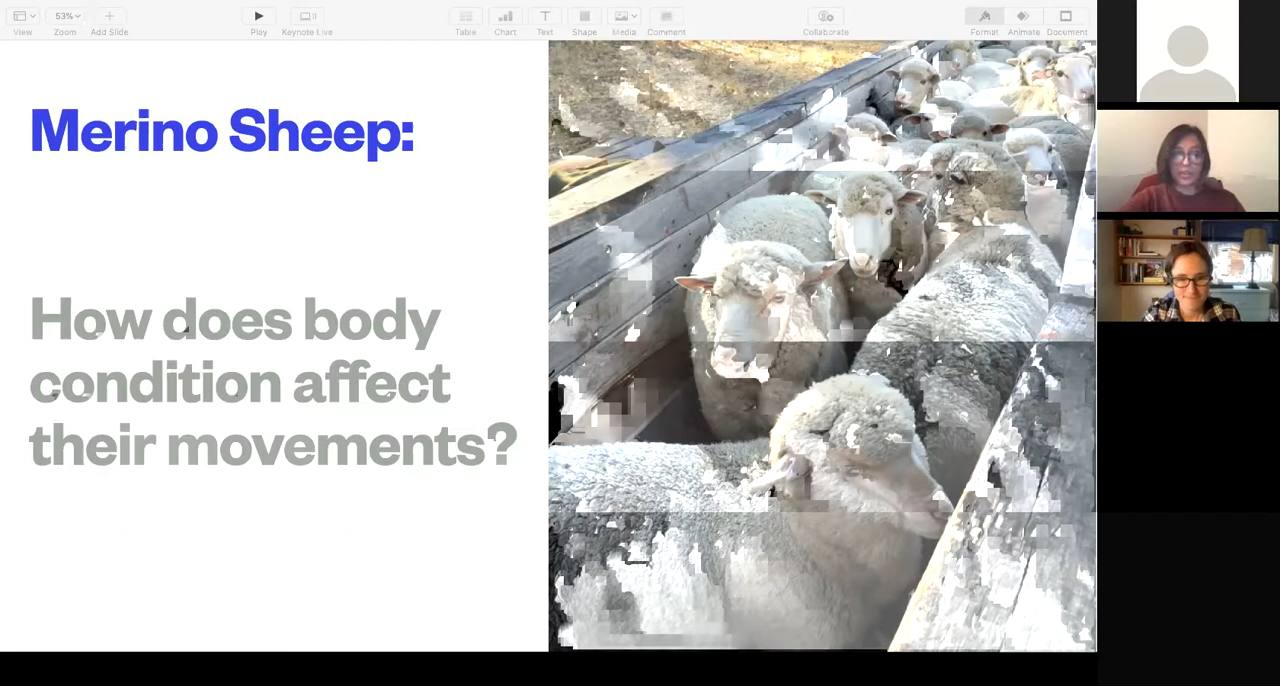 53%
View
Zoom
Add Slide
Play
Keynote Live
Table
Chart
Text
Shape
Media
Comment
Collaborate
Format
Animate
Document
Merino Sheep:
How does body
condition affect
their movements?